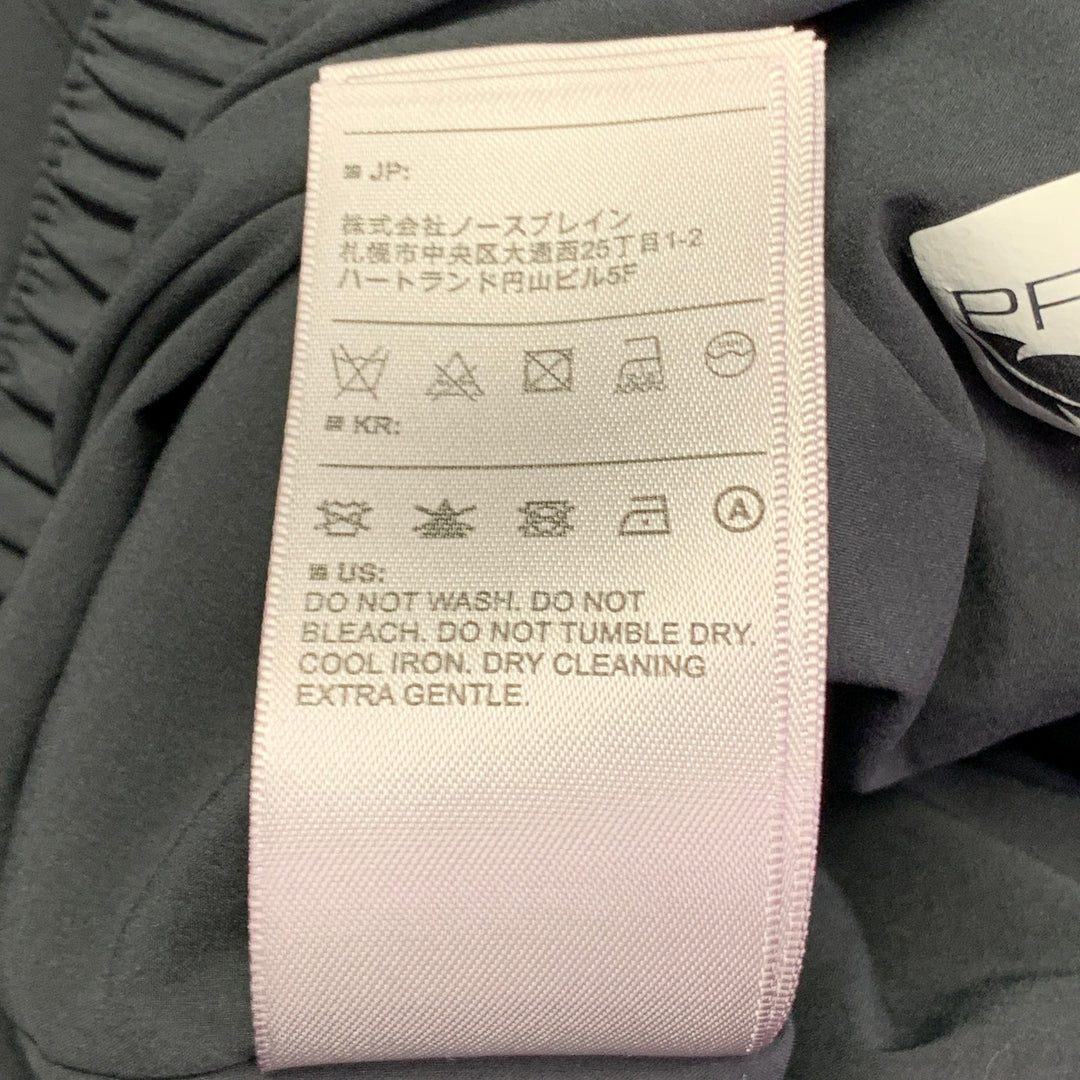 JP:
株式会社ノースブレイン
札幌市中央区大通西25丁目1-2
ハートランド円山ビル5F
KR:
A
US:
DO NOT WASH. DO NOT
BLEACH. DO NOT TUMBLE DRY.
COOL IRON. DRY CLEANING
EXTRA GENTLE.